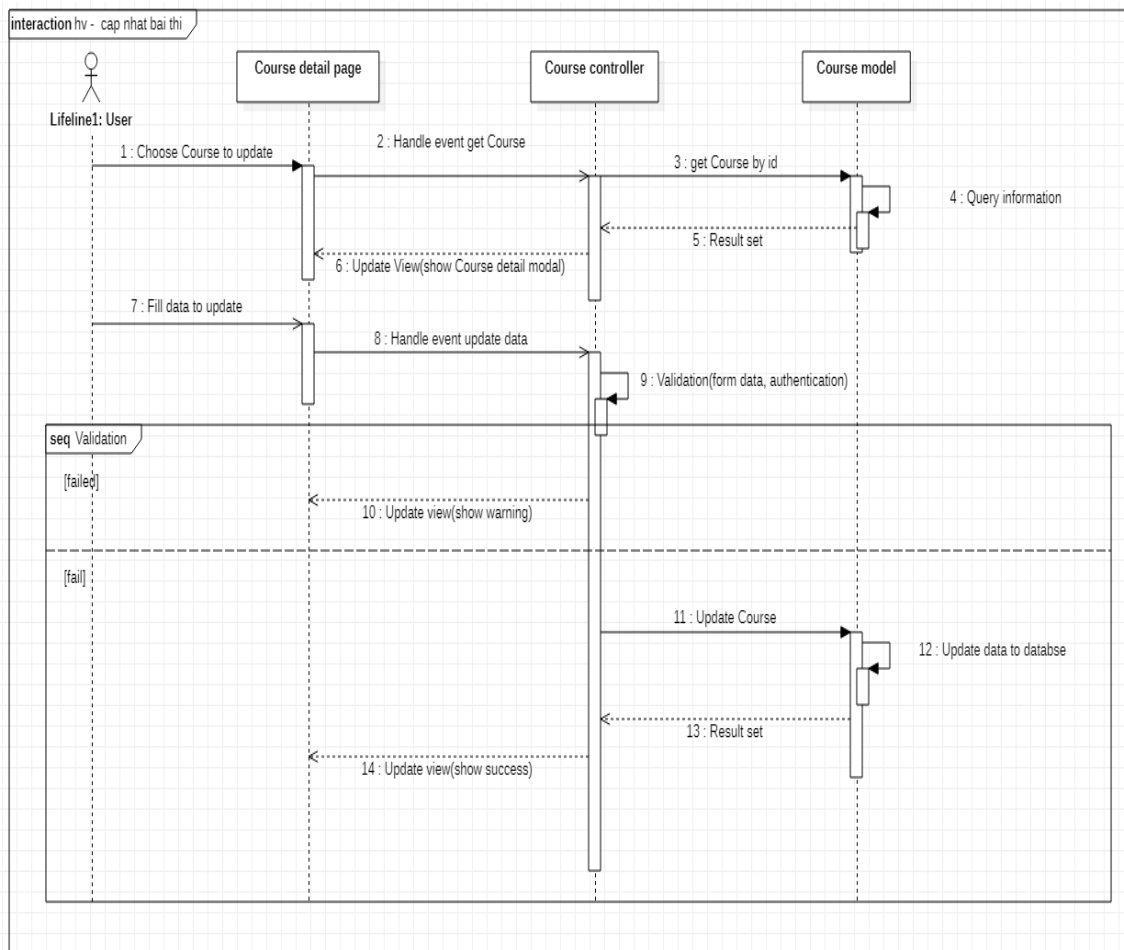 interaction hv - cap nhat bai thi
Course detail page
Course controller
Course model
Lifeline1: User
1 : Choose Course to update
2 : Handle event get Course
3 : get Course by id
4 : Query information
5 : Result set
6 : Update View(show Course detail modal)
7 : Fill data to update
8 : Handle event update data
9 : Validation(form data, authentication)
seq Validation
[failed]
10 : Update view(show warning)
[fail]
11 : Update Course
12 : Update data to databse
13 : Result set
14 : Update view(show success)